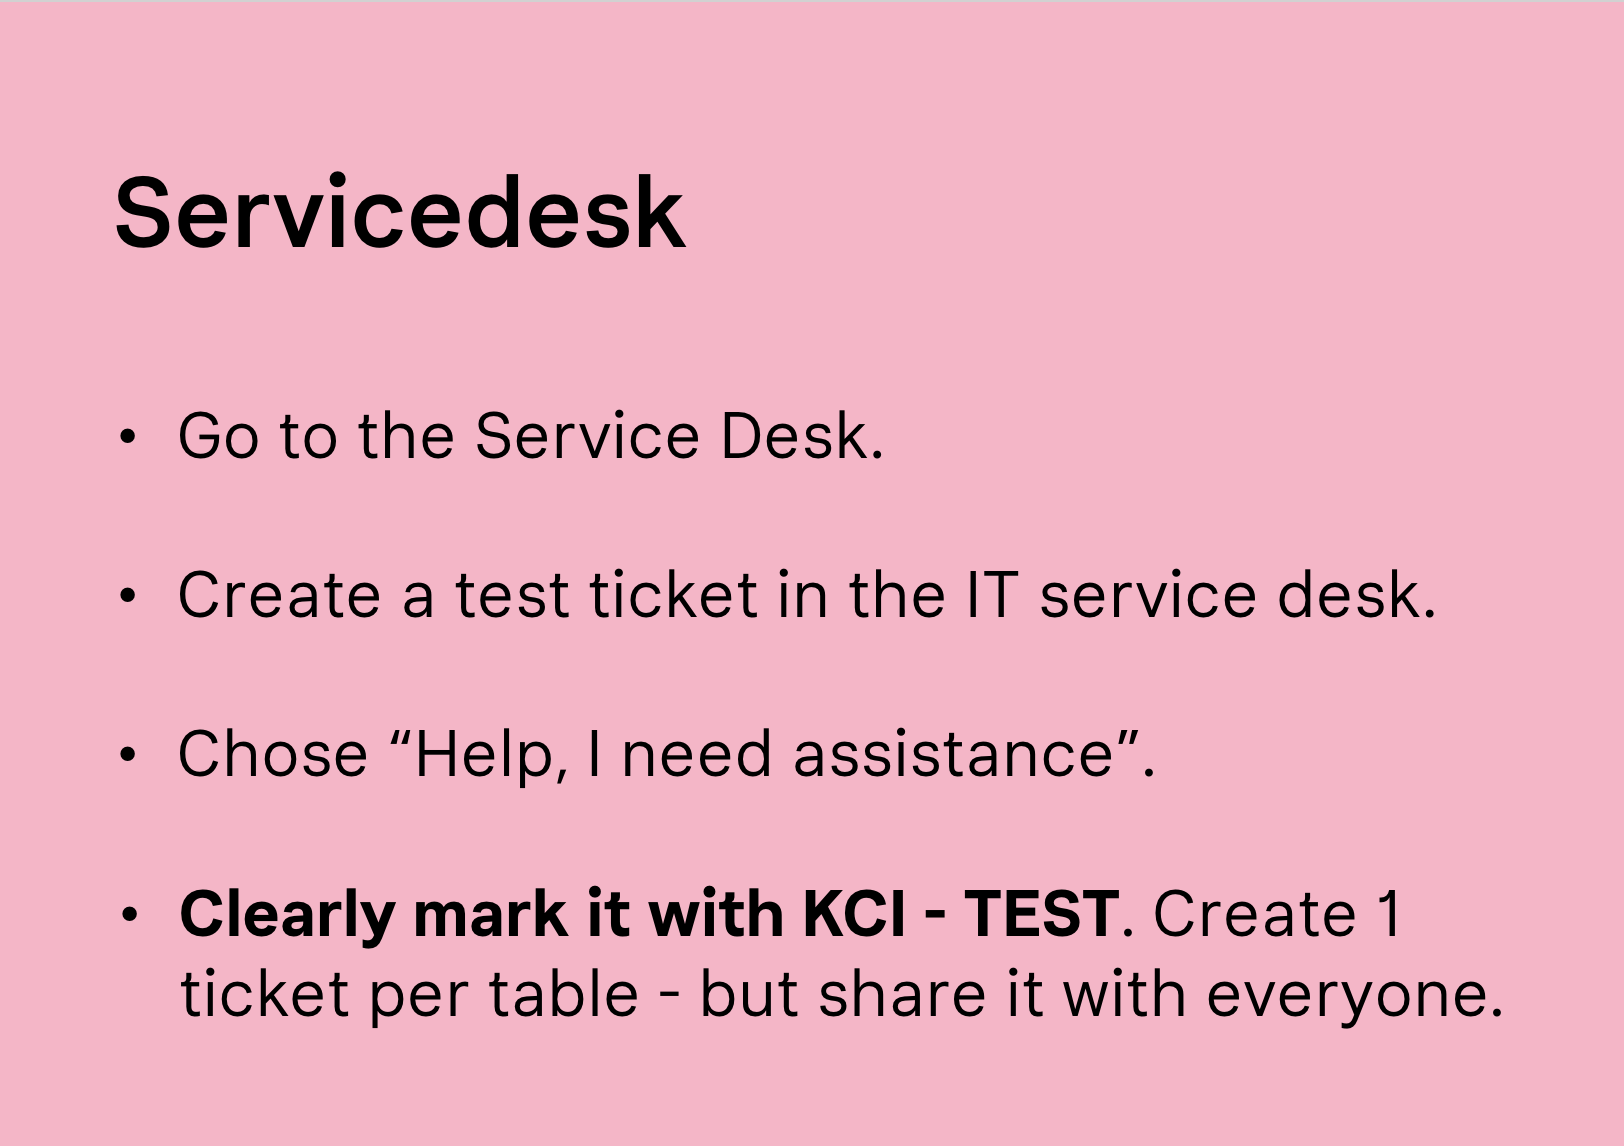 Servicedesk
• Go to the Service Desk.
• Create a test ticket in the IT service desk.
• Chose “Help, I need assistance”.
• Clearly mark it with KCI - TEST. Create 1
ticket per table - but share it with everyone.